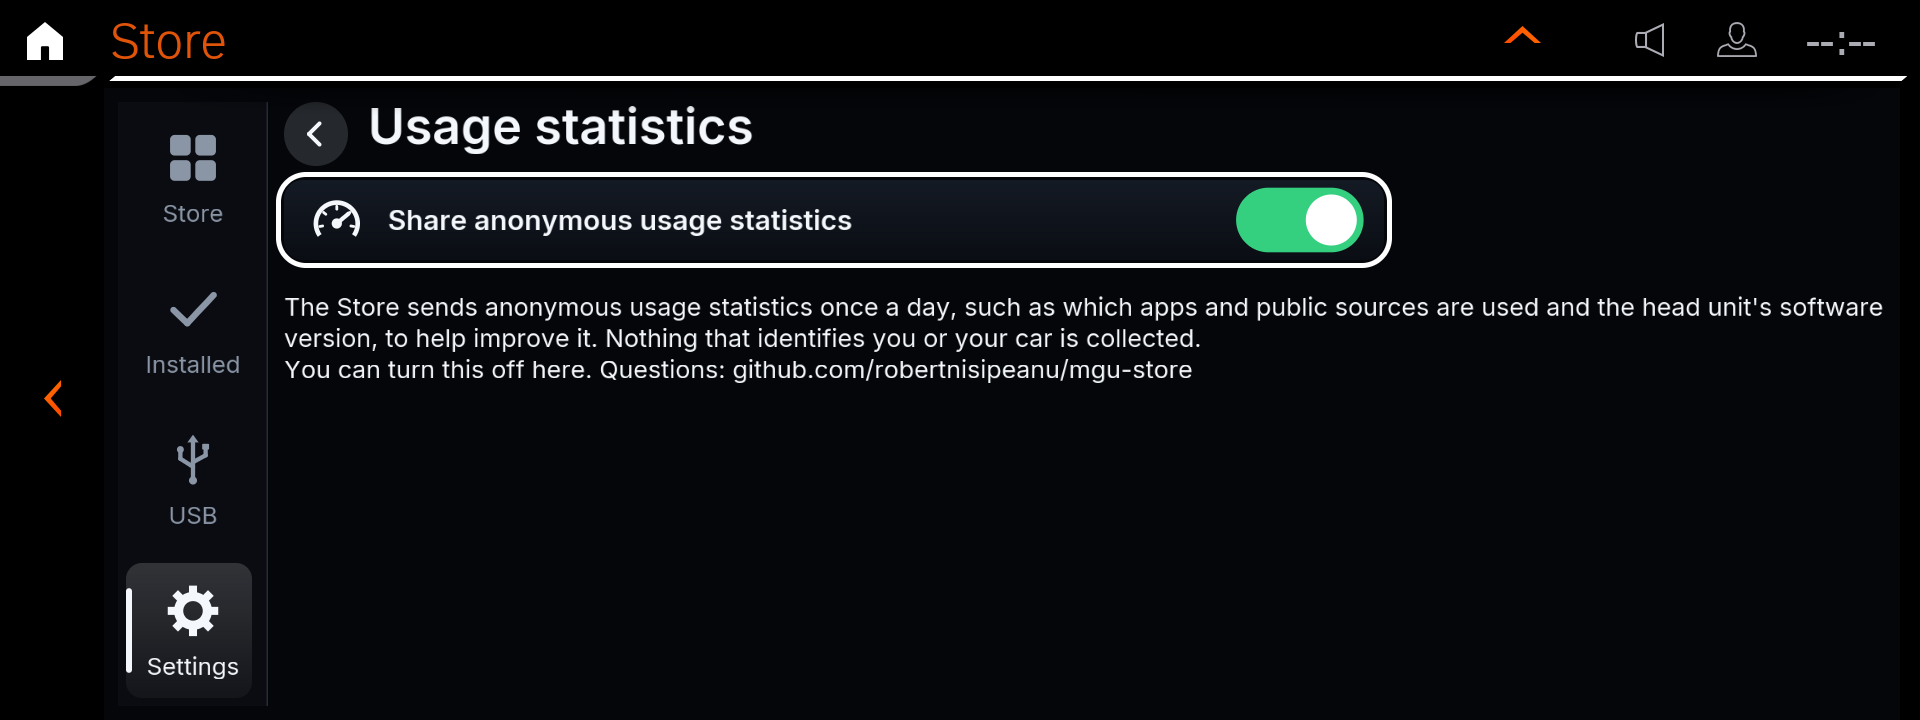 Store
--:--
Usage statistics
Store
Share anonymous usage statistics
Installed
The Store sends anonymous usage statistics once a day, such as which apps and public sources are used and the head unit's software
version, to help improve it. Nothing that identifies you or your car is collected.
You can turn this off here. Questions: github.com/robertnisipeanu/mgu-store
USB
Settings